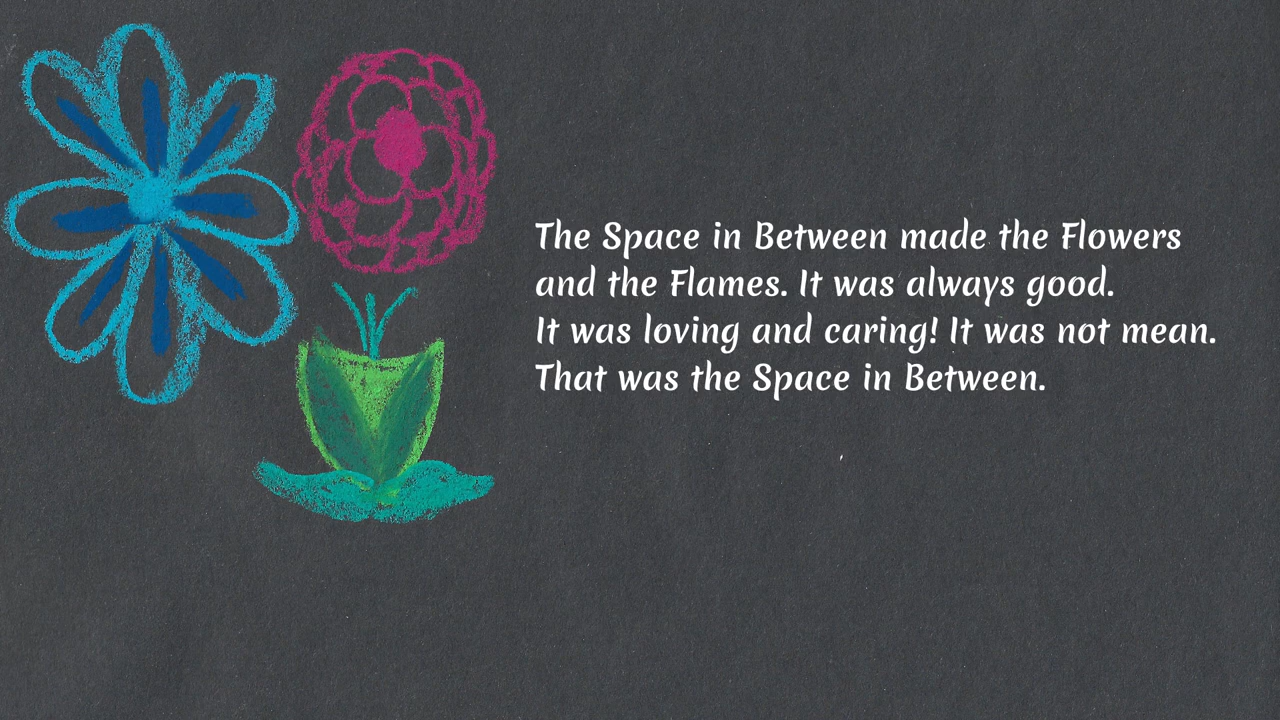 The Space in Between made the Flowers
and the Flames. It was always good.
It was loving and caring! It was not mean.
That was the Space in Between.